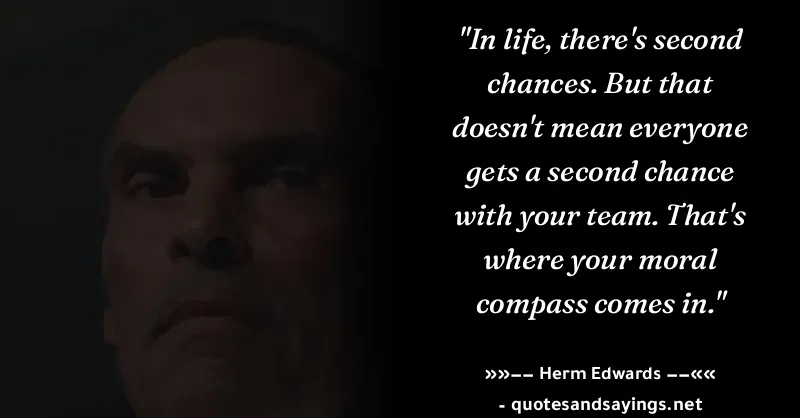 "In life, there's second
chances. But that
doesn't mean everyone
gets a second chance
with your team. That's
where your moral
compass comes in."
»»–– Herm Edwards ––««
- quotesandsayings.net